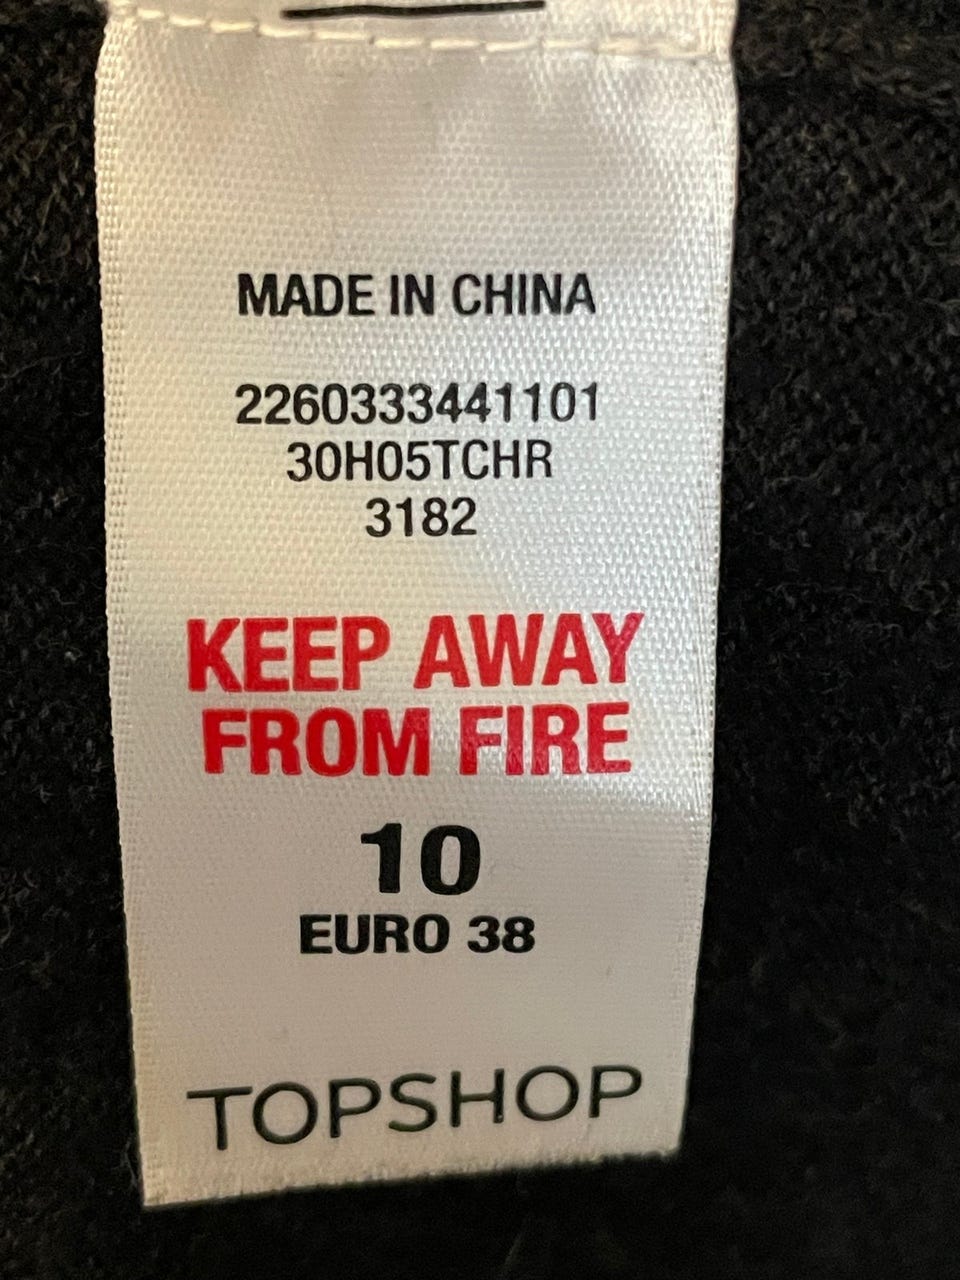 MADE IN CHINA
2260333441101
30H05TCHR
3182
KEEP AWAY
FROM FIRE
10
EURO 38
TOPSHOP